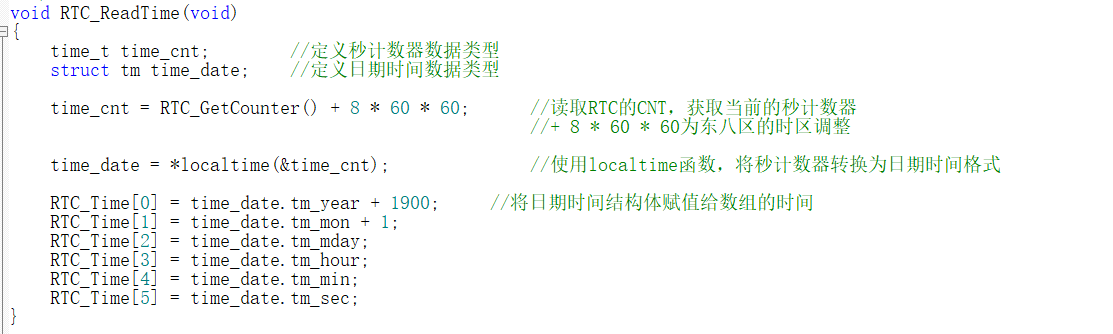 void RTC_ReadTime(void)
{
    time_t time_cnt;        //定义秒计数器数据类型
    struct tm time_date;    //定义日期时间数据类型
    time_cnt = RTC_GetCounter() + 8 * 60 * 60;      //读取RTC的CNT，获取当前的秒计数器
                                                    //+ 8 * 60 * 60为东八区的时区调整
    time_date = *localtime(&time_cnt);              //使用localtime函数，将秒计数器转换为日期时间格式
    RTC_Time[0] = time_date.tm_year + 1900;     //将日期时间结构体赋值给数组的时间
    RTC_Time[1] = time_date.tm_mon + 1;
    RTC_Time[2] = time_date.tm_mday;
    RTC_Time[3] = time_date.tm_hour;
    RTC_Time[4] = time_date.tm_min;
    RTC_Time[5] = time_date.tm_sec;
}